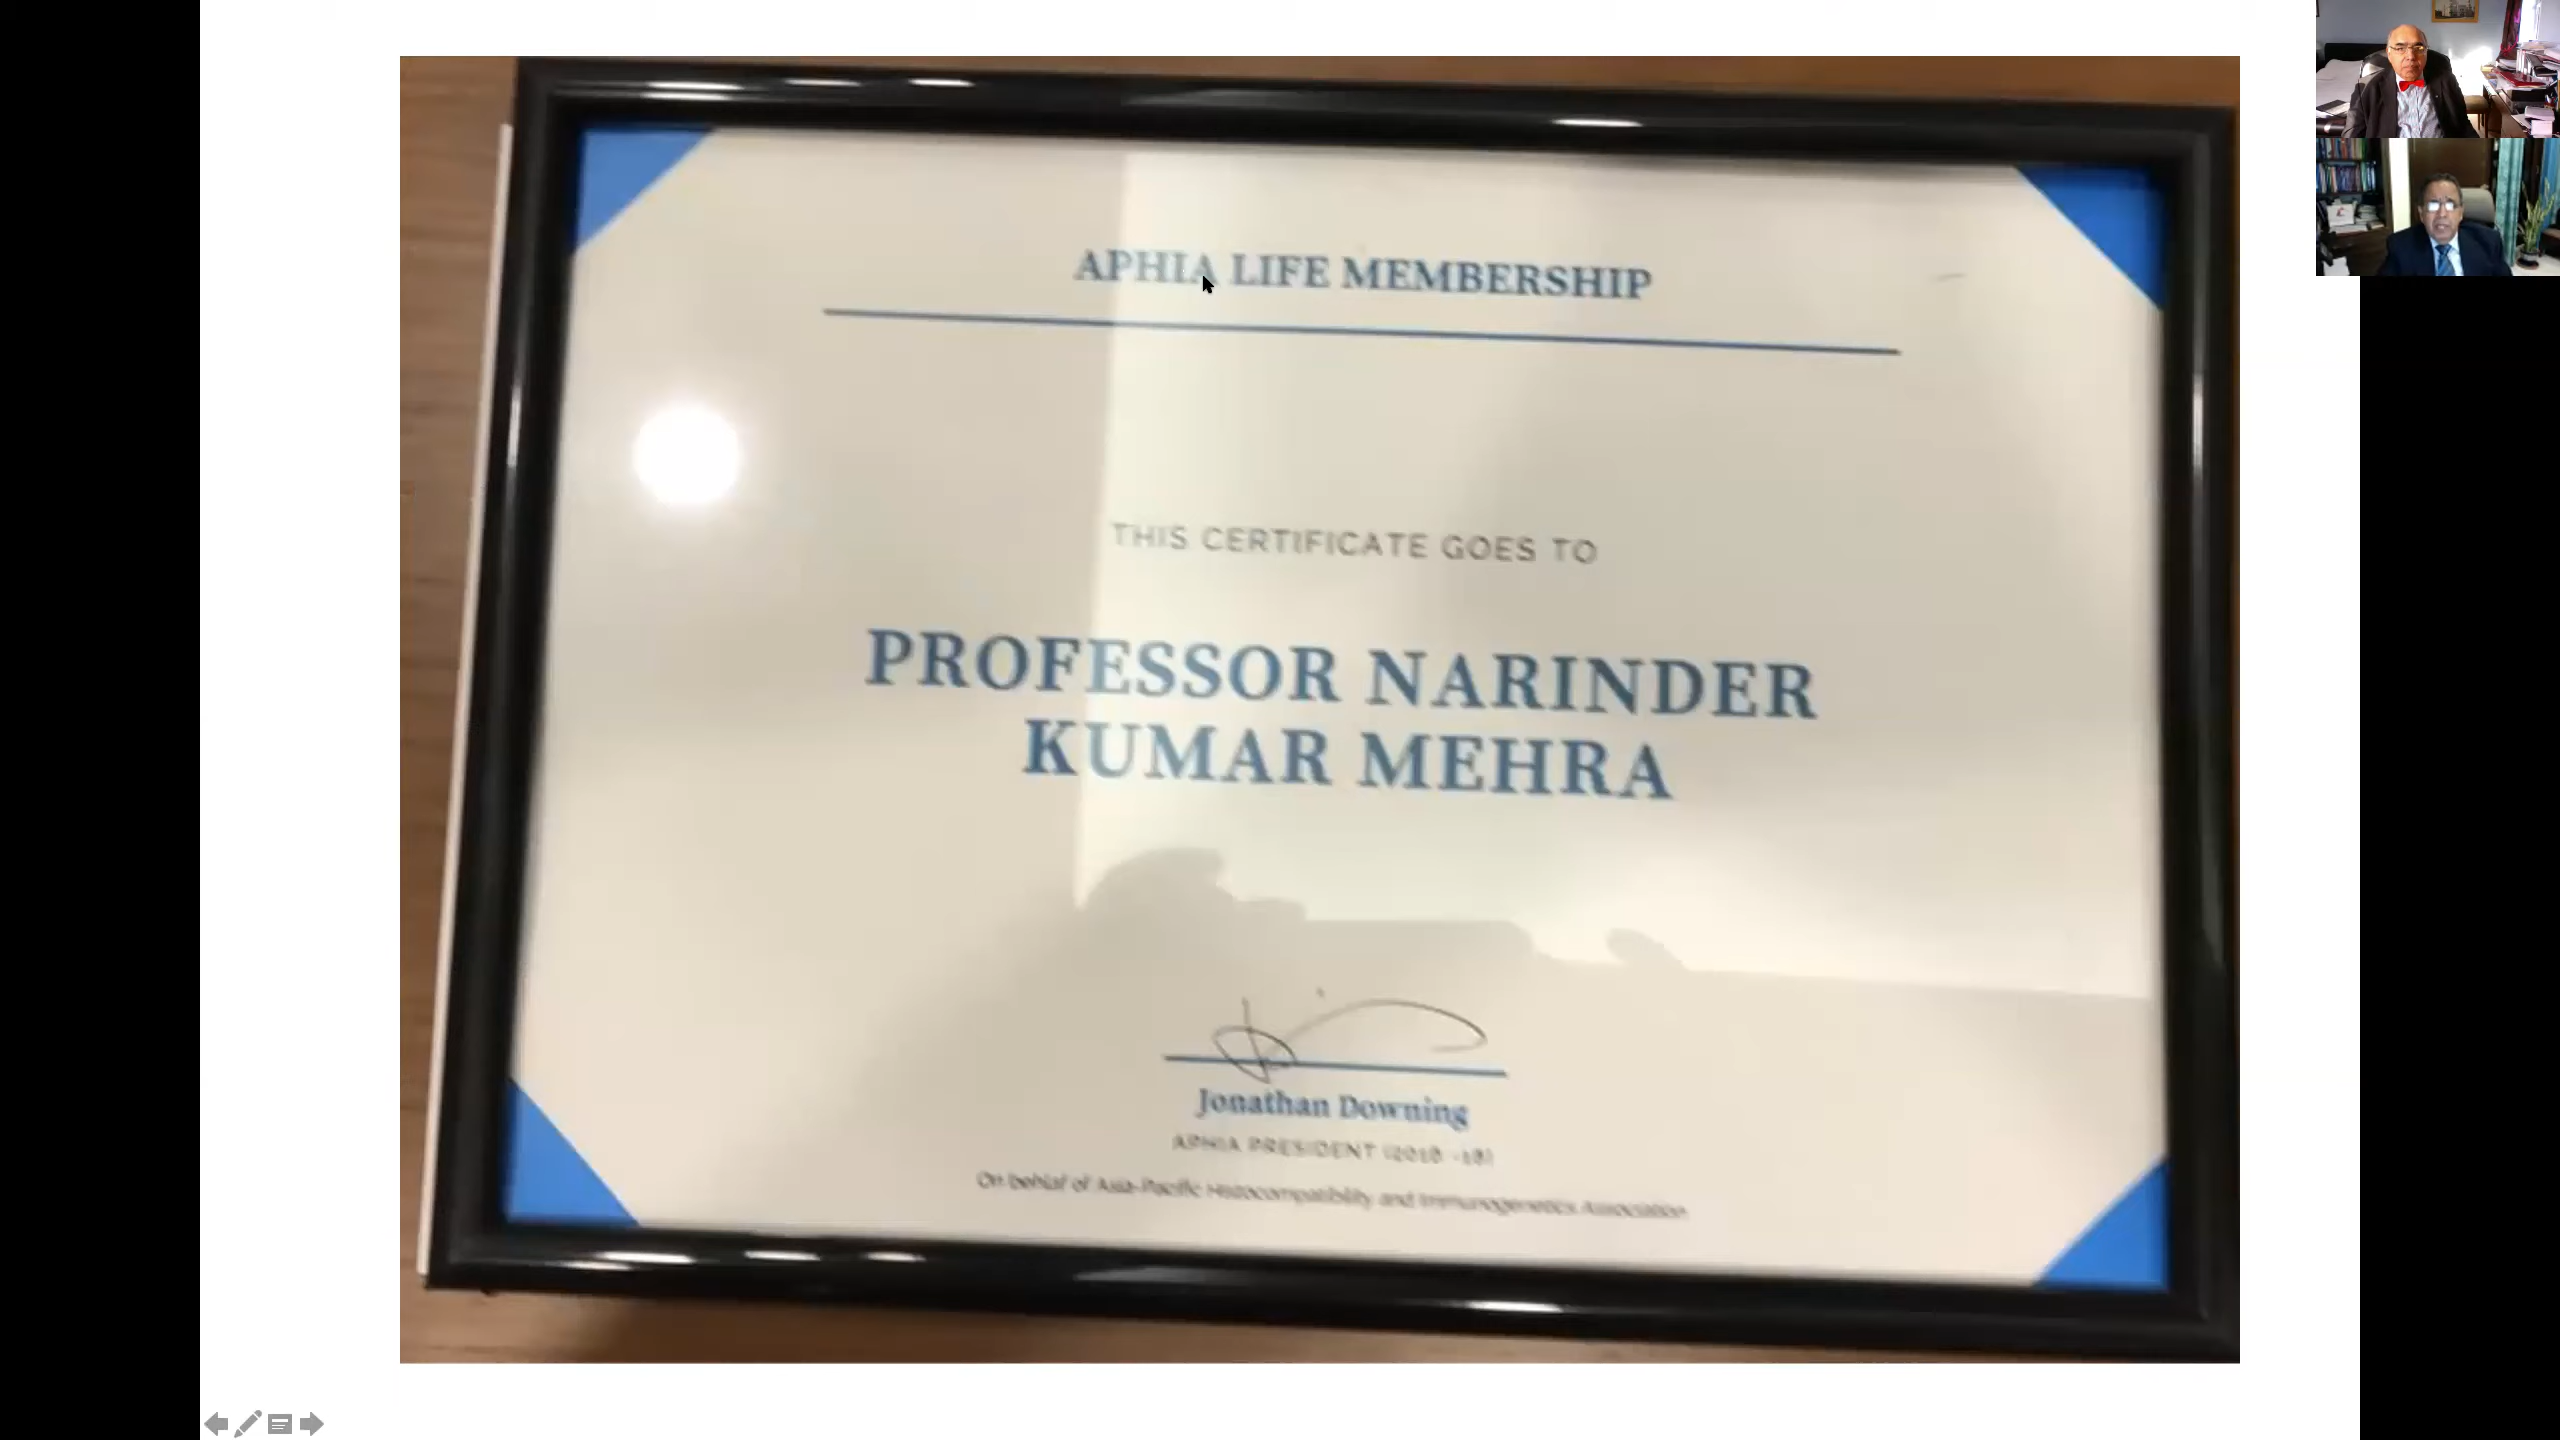 APHIA LIFE MEMBERSHIP
THIS CERTIFICATE GOES TO
PROFESSOR NARINDER
KUMAR MEHRA
Jonathan Downing
APHIA PRESIDENT
On behlaf of Asia-Pacific Histocompatibility and Immunogenetics Association